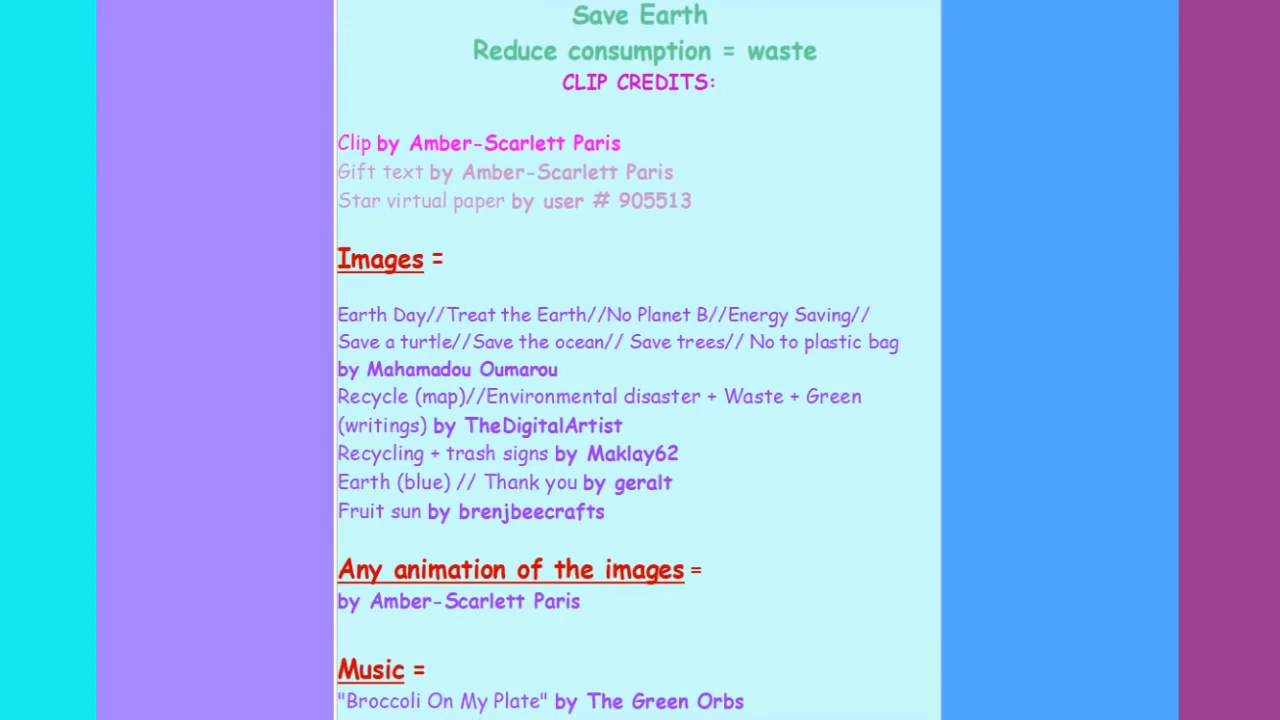 Save Earth
Reduce consumption = waste
CLIP CREDITS:
Clip by Amber-Scarlett Paris
Gift text by Amber-Scarlett Paris
Star virtual paper by user # 905513
Images =
Earth Day//Treat the Earth//No Planet B//Energy Saving//
Save a turtle//Save the ocean// Save trees// No to plastic bag
by Mahamadou Oumarou
Recycle (map)//Environmental disaster + Waste + Green
(writings) by TheDigitalArtist
Recycling + trash signs by Maklay62
Earth (blue) // Thank you by geralt
Fruit sun by brenjbeecrafts
Any animation of the images =
by Amber-Scarlett Paris
Music =
"Broccoli On My Plate" by The Green Orbs